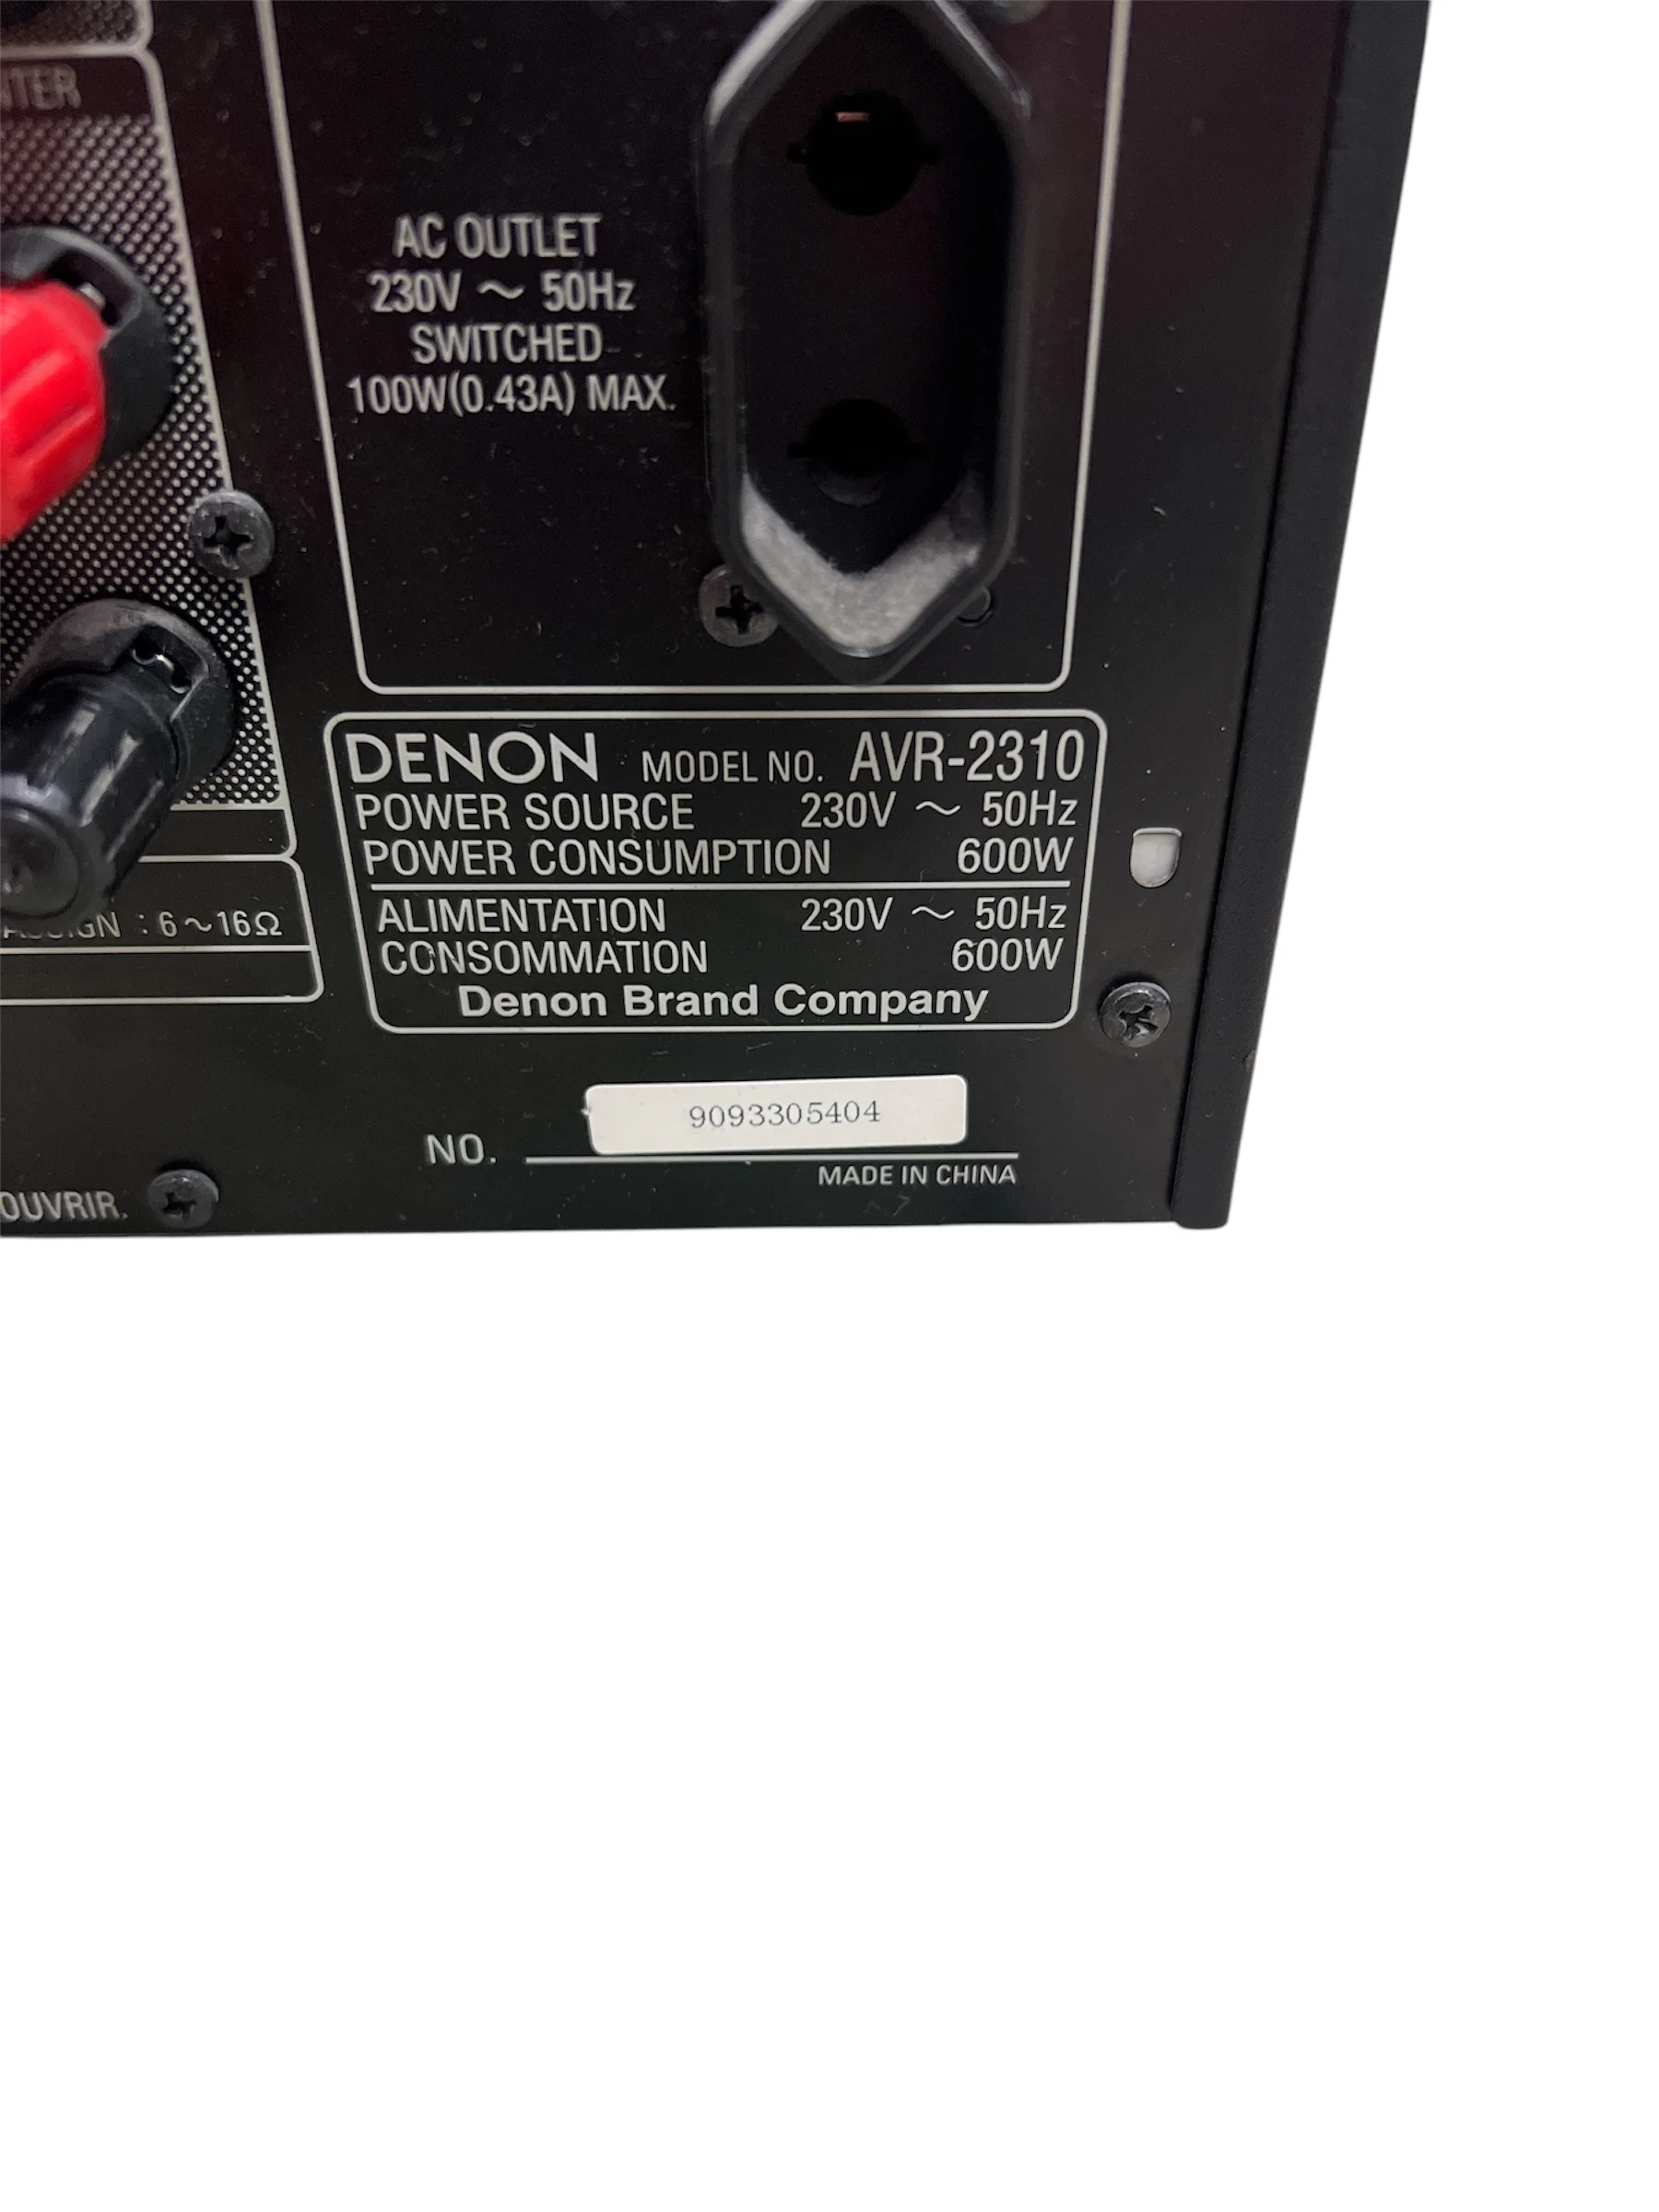 AC OUTLET
230V ～ 50Hz
SWITCHED
100W(0.43A) MAX.
DENON MODEL NO. AVR-2310
POWER SOURCE 230V ～ 50Hz
POWER CONSUMPTION 600W
ALIMENTATION 230V ～ 50Hz
CONSOMMATION 600W
Denon Brand Company
: 6～16Ω
NO. 9093305404
MADE IN CHINA
OUVRIR.